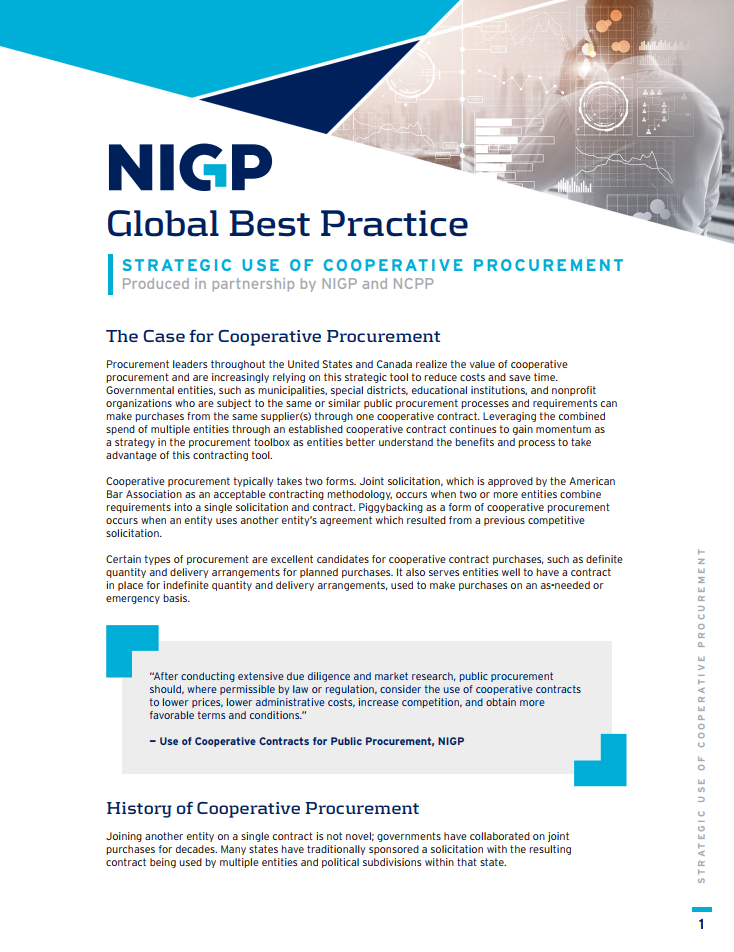 NIGP
Global Best Practice
STRATEGIC USE OF COOPERATIVE PROCUREMENT
Produced in partnership by NIGP and NCPP
The Case for Cooperative Procurement
Procurement leaders throughout the United States and Canada realize the value of cooperative
procurement and are increasingly relying on this strategic tool to reduce costs and save time.
Governmental entities, such as municipalities, special districts, educational institutions, and nonprofit
organizations who are subject to the same or similar public procurement processes and requirements can
make purchases from the same supplier(s) through one cooperative contract. Leveraging the combined
spend of multiple entities through an established cooperative contract continues to gain momentum as
a strategy in the procurement toolbox as entities better understand the benefits and process to take
advantage of this contracting tool.
Cooperative procurement typically takes two forms. Joint solicitation, which is approved by the American
Bar Association as an acceptable contracting methodology, occurs when two or more entities combine
requirements into a single solicitation and contract. Piggybacking as a form of cooperative procurement
occurs when an entity uses another entity's agreement which resulted from a previous competitive
solicitation.
Certain types of procurement are excellent candidates for cooperative contract purchases, such as definite
quantity and delivery arrangements for planned purchases. It also serves entities well to have a contract
in place for indefinite quantity and delivery arrangements, used to make purchases on an as-needed or
emergency basis.
"After conducting extensive due diligence and market research, public procurement
should, where permissible by law or regulation, consider the use of cooperative contracts
to lower prices, lower administrative costs, increase competition, and obtain more
favorable terms and conditions."
– Use of Cooperative Contracts for Public Procurement, NIGP
History of Cooperative Procurement
Joining another entity on a single contract is not novel; governments have collaborated on joint
purchases for decades. Many states have traditionally sponsored a solicitation with the resulting
contract being used by multiple entities and political subdivisions within that state.
STRATEGIC USE OF COOPERATIVE PROCUREMENT
1